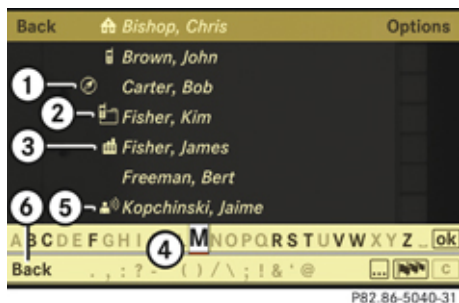 Back Bishop, Chris Options
Brown, John
1 Carter, Bob
2 Fisher, Kim
3 Fisher, James
Freeman, Bert
6 5 Kopchinski, Jaime
A B C D E F G H I 4 M N O P Q R S T U V W X Y Z _ ok
Back . , : ? - ( ) / \ ; ! & ' @ ... C
P82.86-5040-31